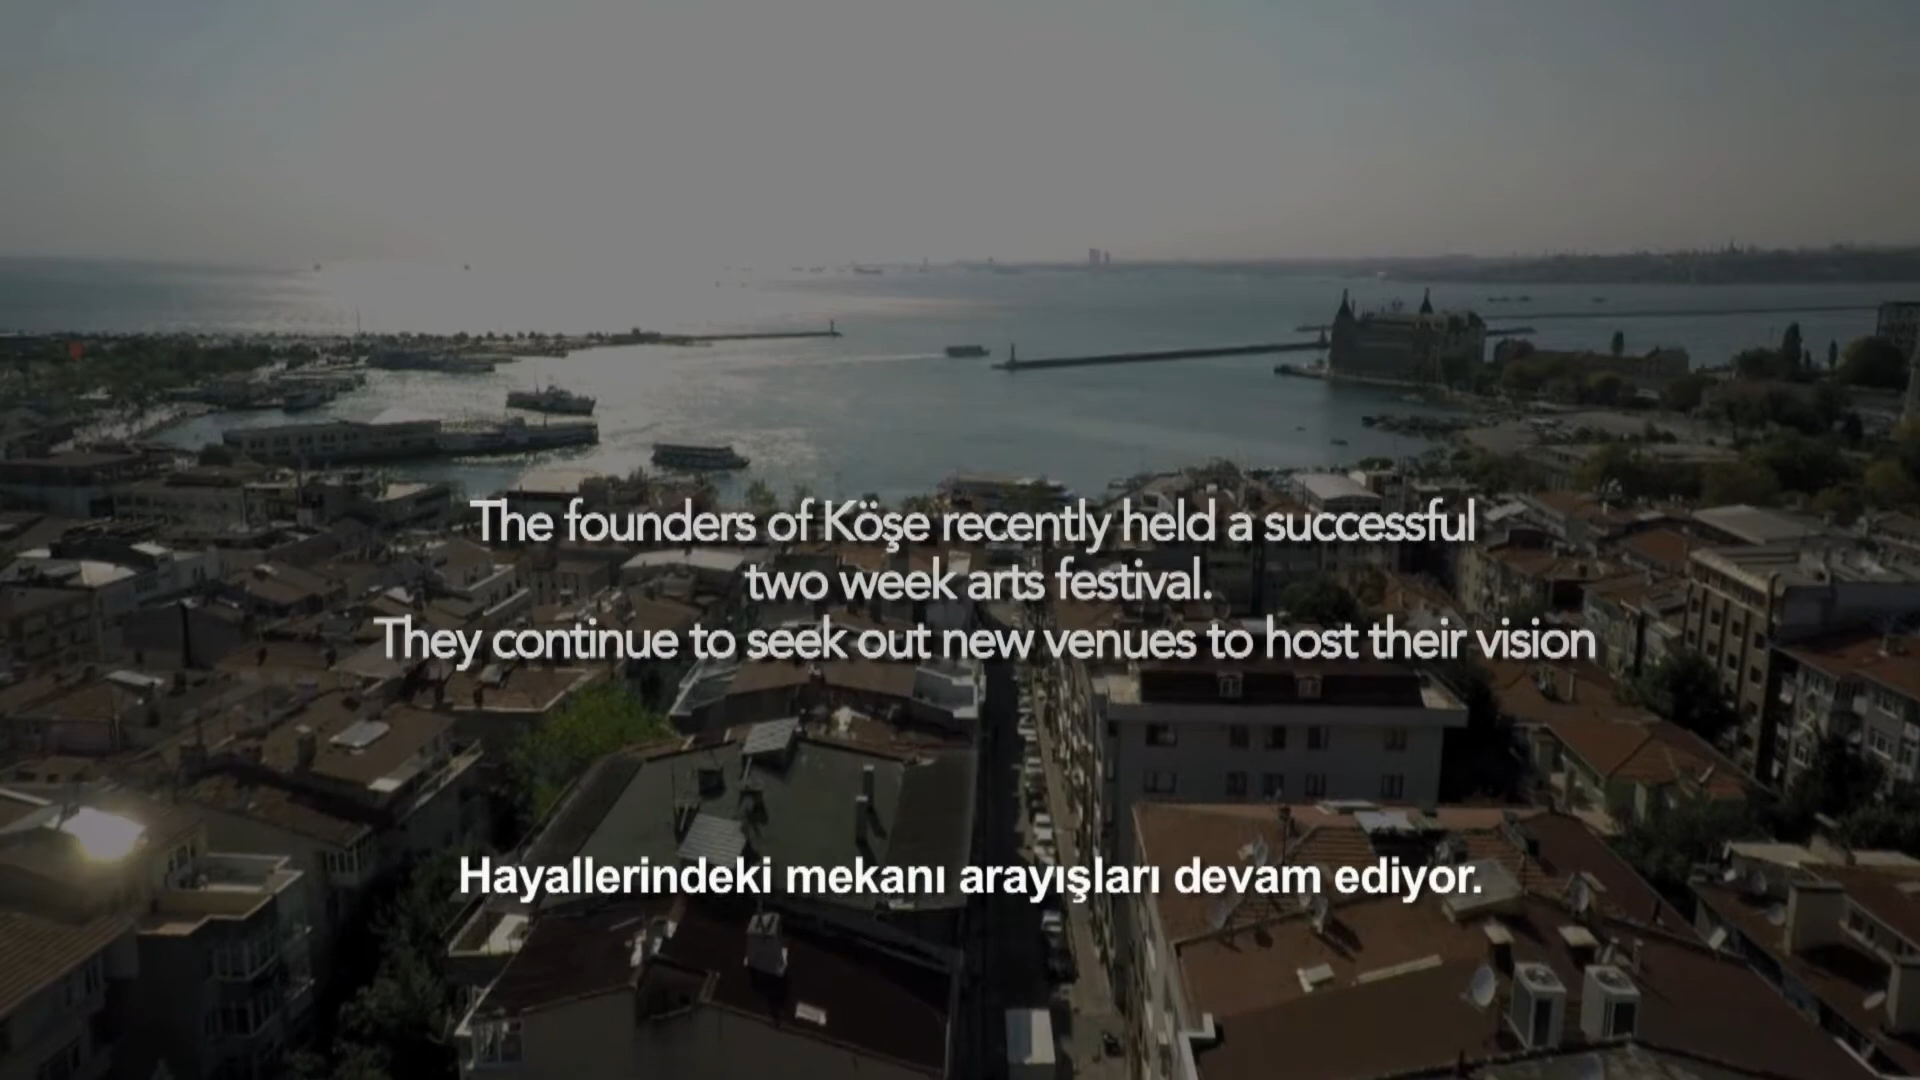 The founders of Köşe recently held a successful
two week arts festival.
They continue to seek out new venues to host their vision
Hayallerindeki mekanı arayışları devam ediyor.